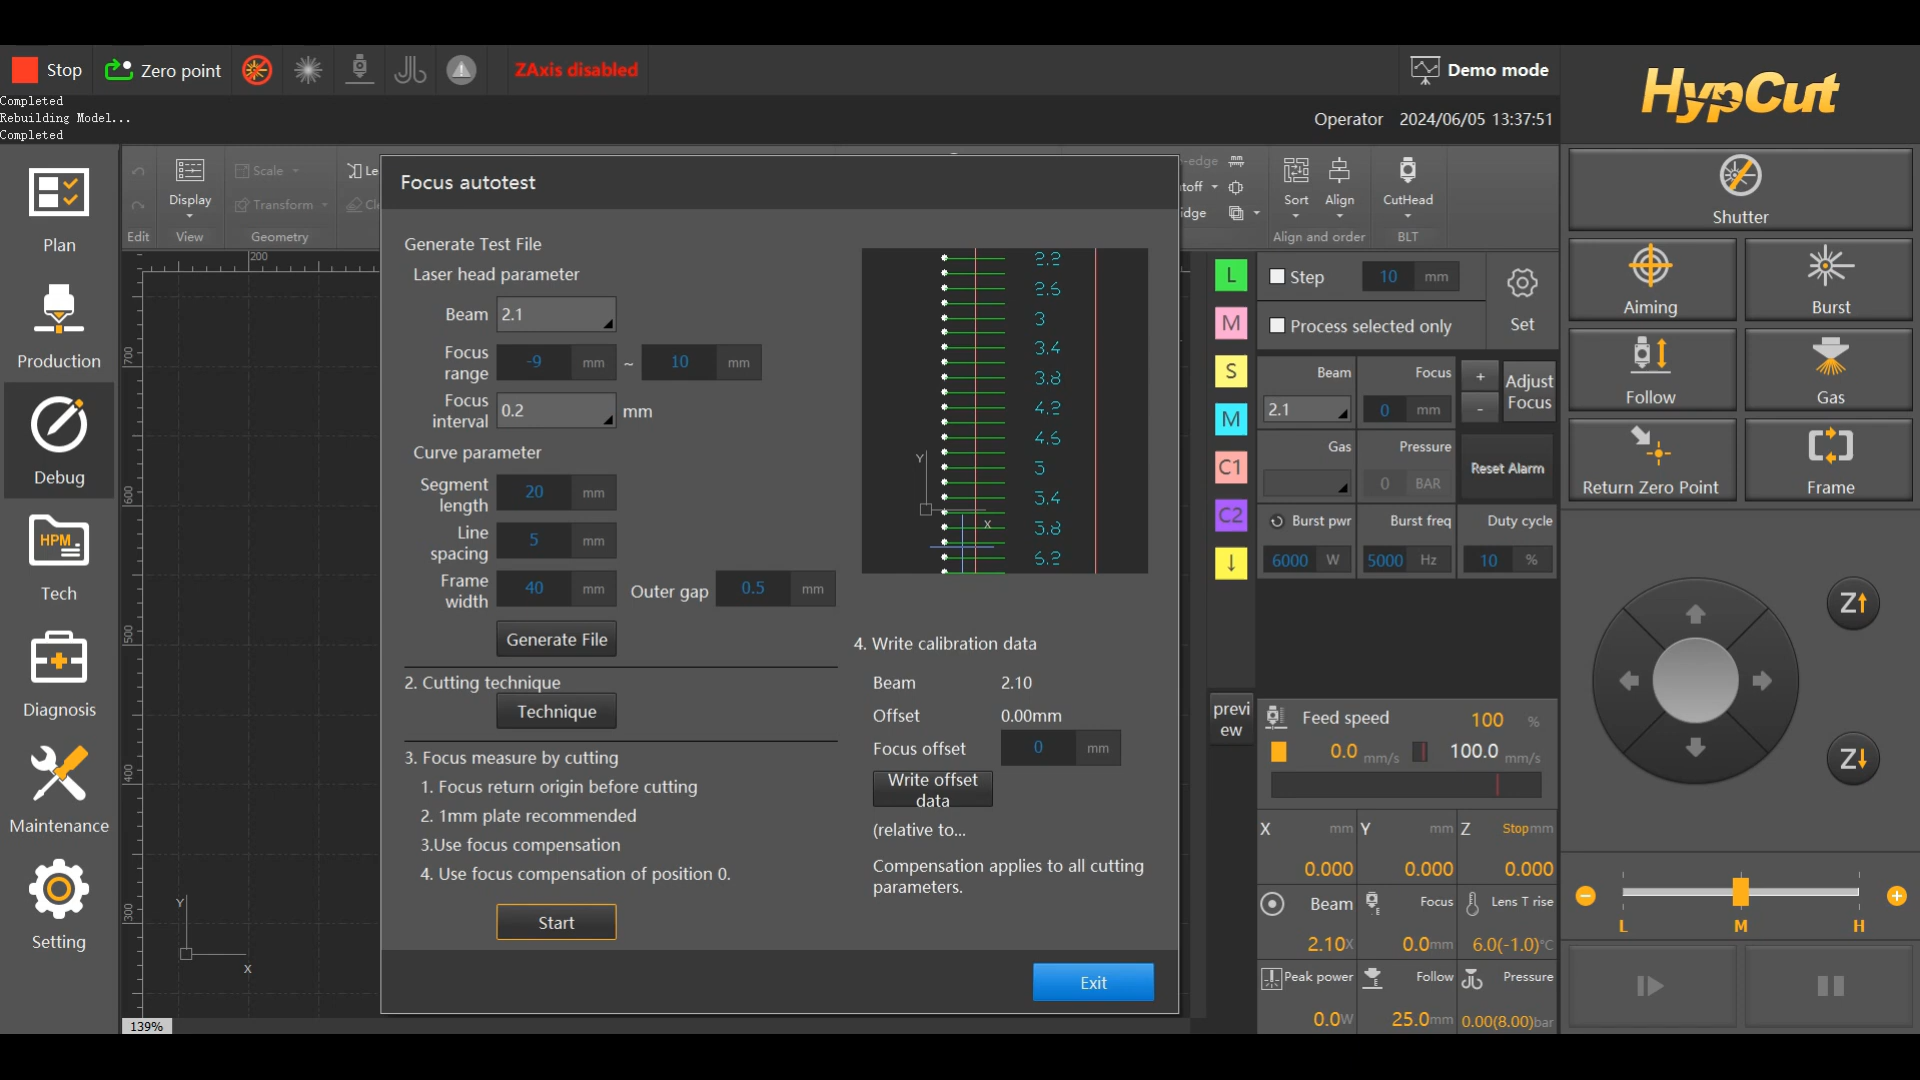 Stop
Zero point
ZAxis disabled
Demo mode
HypCut
Completed
Rebuilding Model...
Completed
Operator 2024/06/05 13:37:51
Plan
Production
Debug
HPM
Tech
Diagnosis
Maintenance
Setting
Display
Scale
Transform
Edit
View
Geometry
Sort
Align
CutHead
Align and order
BLT
200
700
600
500
400
300
Y
X
139%
Focus autotest
Generate Test File
Laser head parameter
Beam 2.1
Focus range -9 mm ~ 10 mm
Focus interval 0.2 mm
Curve parameter
Segment length 20 mm
Line spacing 5 mm
Frame width 40 mm Outer gap 0.5 mm
Generate File
2. Cutting technique
Technique
3. Focus measure by cutting
1. Focus return origin before cutting
2. 1mm plate recommended
3.Use focus compensation
4. Use focus compensation of position 0.
Start
2.2
2.6
3
3.4
3.8
4.2
4.6
5
5.4
5.8
6.2
Y
X
4. Write calibration data
Beam 2.10
Offset 0.00mm
Focus offset 0 mm
Write offset data
(relative to...
Compensation applies to all cutting
parameters.
Exit
L
M
S
M
C1
C2
preview
Step 10 mm
Process selected only
Set
Beam Focus
2.1 0 mm
+
-
Adjust Focus
Gas Pressure
0 BAR
Reset Alarm
Burst pwr Burst freq Duty cycle
6000 W 5000 Hz 10 %
Feed speed 100 %
0.0 mm/s 100.0 mm/s
X mm Y mm Z Stop mm
0.000 0.000 0.000
Beam Focus Lens T rise
2.10X 0.0mm 6.0(-1.0)°C
Peak power Follow Pressure
0.0W 25.0mm 0.00(8.00)bar
Shutter
Aiming
Burst
Follow
Gas
Return Zero Point
Frame
Z↑
Z↓
L M H